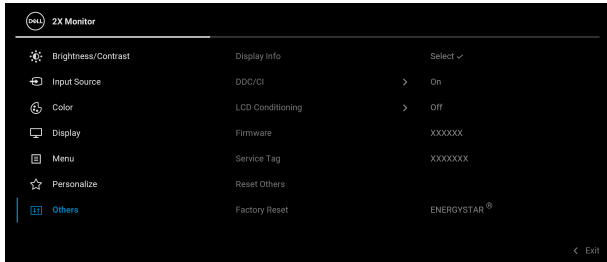 DELL 2X Monitor
Brightness/Contrast Display Info Select ✓
Input Source DDC/CI > On
Color LCD Conditioning > Off
Display Firmware XXXXXX
Menu Service Tag XXXXXXX
Personalize Reset Others
Others Factory Reset ENERGYSTAR ®
< Exit